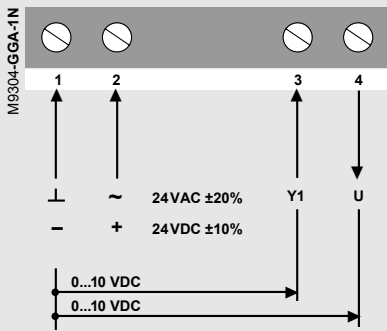 M9304-GGA-1N
1 2 3 4
⊥ ~ 24VAC ±20% Y1 U
− + 24VDC ±10%
0...10 VDC
0...10 VDC